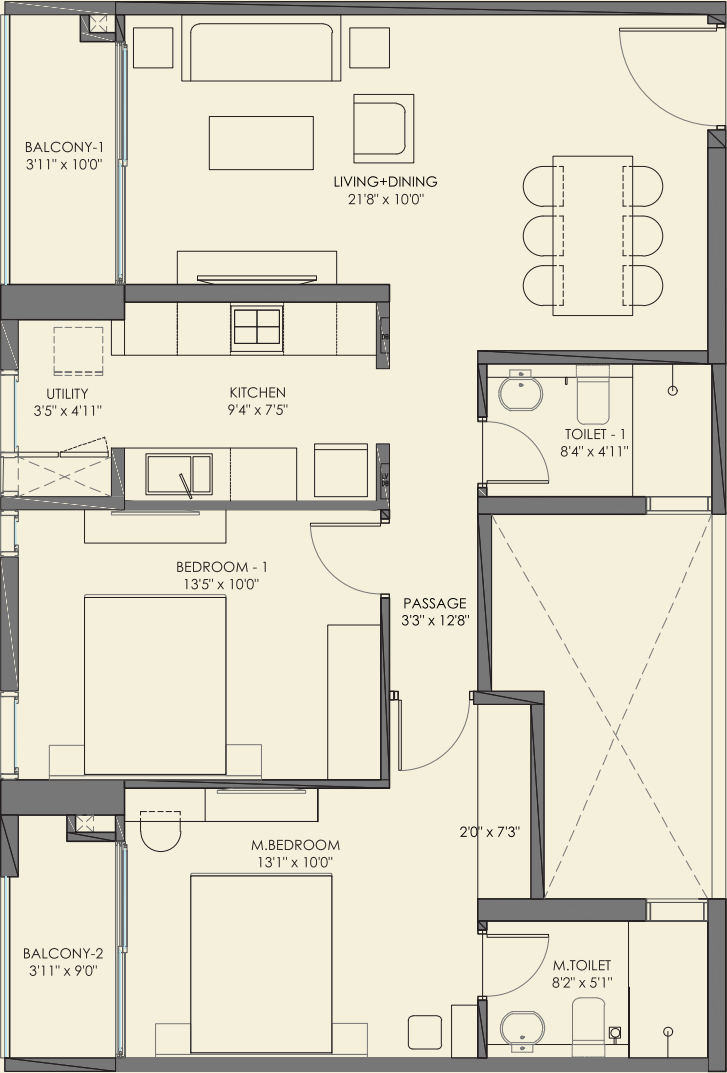 BALCONY-1
3'11" x 10'0"
LIVING+DINING
21'8" x 10'0"
UTILITY
3'5" x 4'11"
KITCHEN
9'4" x 7'5"
TOILET - 1
8'4" x 4'11"
BEDROOM - 1
13'5" x 10'0"
PASSAGE
3'3" x 12'8"
2'0" x 7'3"
M.BEDROOM
13'1" x 10'0"
BALCONY-2
3'11" x 9'0"
M.TOILET
8'2" x 5'1"